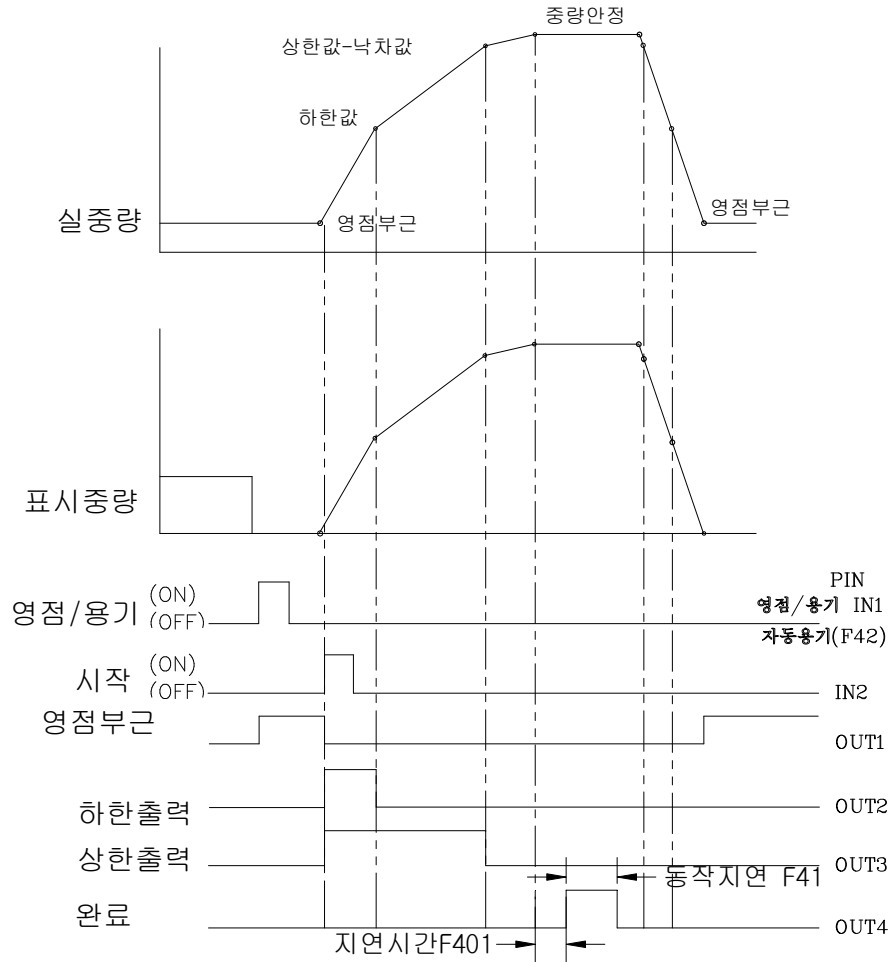 중량안정
상한값-낙차값
하한값
실중량
영점부근
영점부근
표시중량
PIN
영점/용기 (ON) (OFF)
영점/용기 IN1
자동용기(F42)
시작 (ON) (OFF)
IN2
영점부근
OUT1
하한출력
OUT2
상한출력
OUT3
동작지연 F41
완료
OUT4
지연시간F401